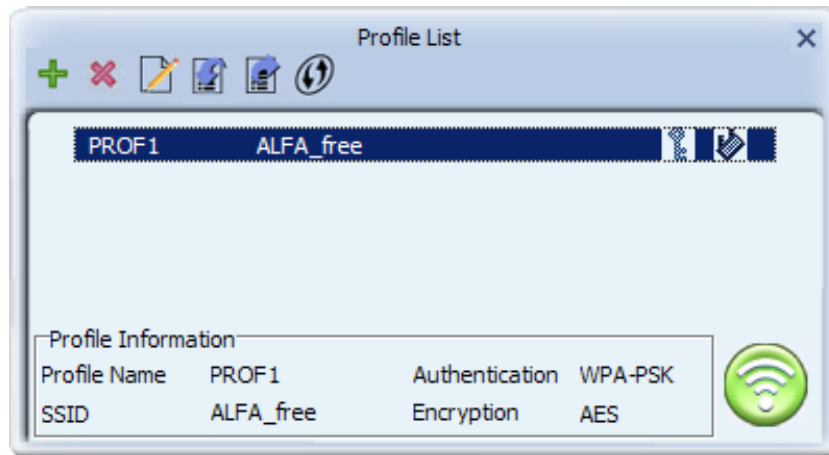 Profile List
PROF1 ALFA_free
Profile Information
Profile Name PROF1 Authentication WPA-PSK
SSID ALFA_free Encryption AES